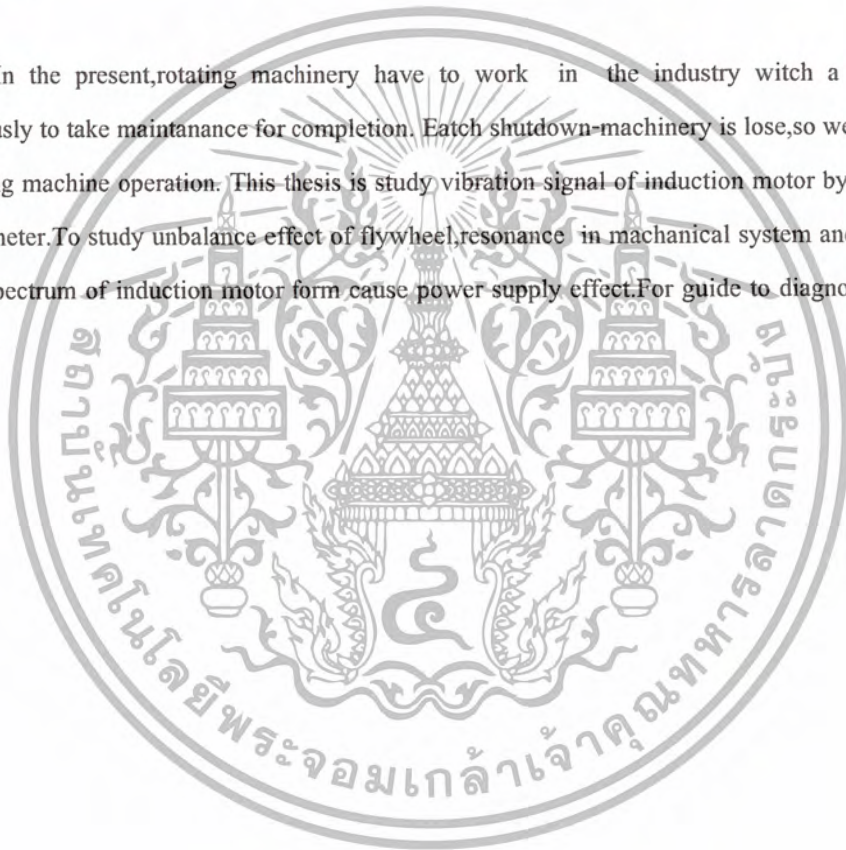 In the present,rotating machinery have to work in the industry witch a
usly to take maintanance for completion. Eatch shutdown-machinery is lose,so we
g machine operation. This thesis is study vibration signal of induction motor by
neter.To study unbalance effect of flywheel,resonance in machanical system an
pectrum of induction motor form cause power supply effect.For guide to diagno
สถาบันเทคโนโลยีพระจอมเกล้าเจ้าคุณทหารลาดกระบัง